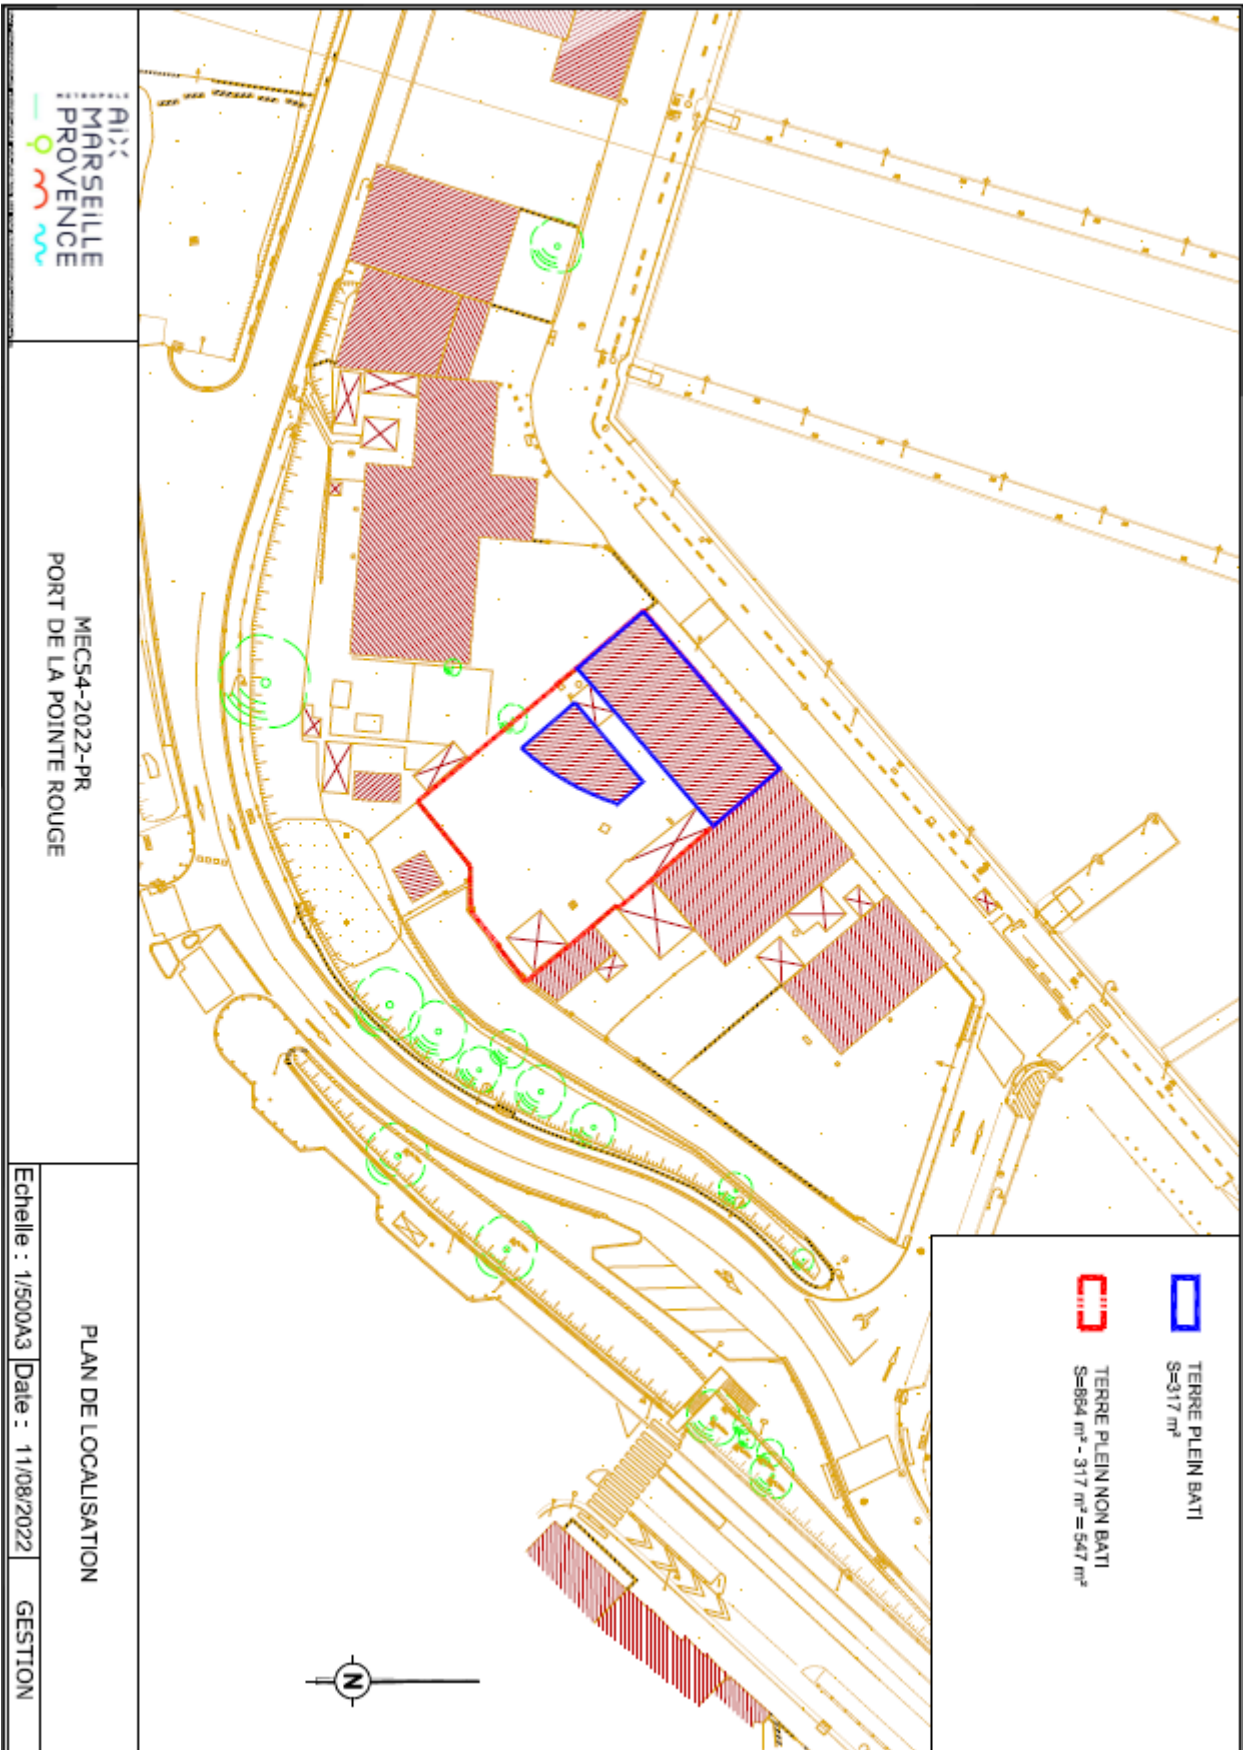 TERRE PLEIN BATI
S=317 m²
TERRE PLEIN NON BATI
S=864 m² - 317 m² = 547 m²
N
METROPOLE
AIX
MARSEILLE
PROVENCE
MEC54-2022-PR
PORT DE LA POINTE ROUGE
PLAN DE LOCALISATION
Echelle : 1/500A3 Date : 11/08/2022 GESTION